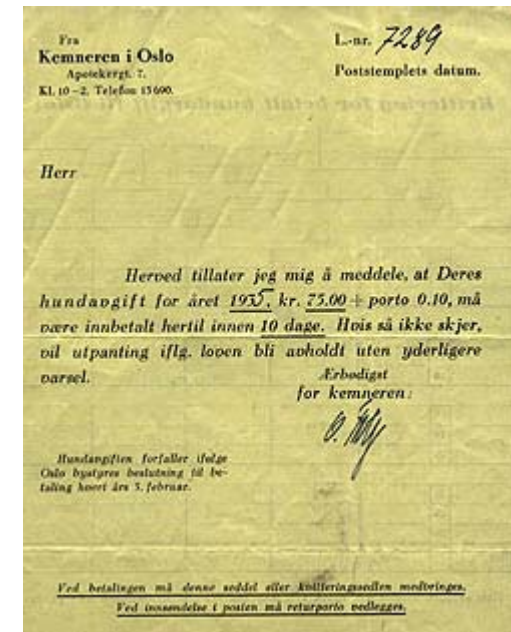 Fra
Kemneren i Oslo
Apotekergt. 7.
Kl. 10–2. Telefon 15690.
L.-nr. 7289
Poststemplets datum.
Herr
Herved tillater jeg mig å meddele, at Deres
hundavgift for året 1935, kr. 75.00 + porto 0.10, må
være innbetalt hertil innen 10 dage. Hvis så ikke skjer,
vil utpanting iflg. loven bli avholdt uten yderligere
varsel.
Ærbødigst
for kemneren:
Hundavgiften forfaller ifølge
Oslo bystyres beslutning til be-
taling hvert års 5. februar.
Ved betalingen må denne seddel eller kvitteringssedlen medbringes.
Ved innsendelse i posten må returporto vedlegges.